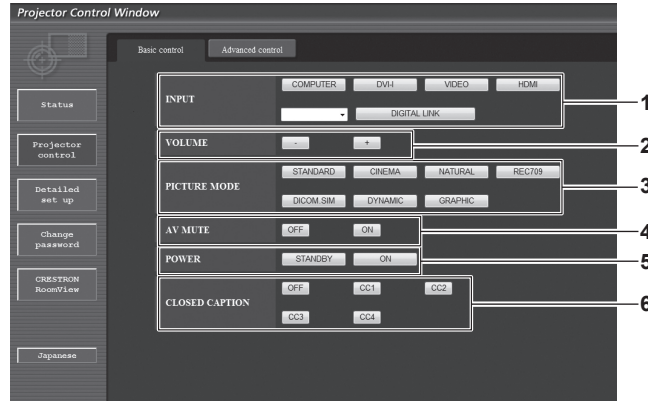 Projector Control Window
Basic control Advanced control
Status
Projector control
Detailed set up
Change password
CRESTRON RoomView
Japanese
INPUT COMPUTER DVI-I VIDEO HDMI
DIGITAL LINK
1
VOLUME - +
2
PICTURE MODE STANDARD CINEMA NATURAL REC709
DICOM.SIM DYNAMIC GRAPHIC
3
AV MUTE OFF ON
4
POWER STANDBY ON
5
CLOSED CAPTION OFF CC1 CC2
CC3 CC4
6